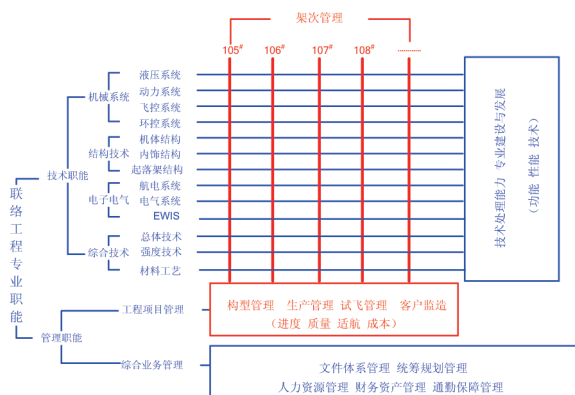 架次管理
105# 106# 107# 108# ............
液压系统
动力系统
机械系统
飞控系统
环控系统
技术职能
机体结构
结构技术
内饰结构
起落架结构
航电系统
电子电气
电气系统
EWIS
总体技术
综合技术
强度技术
材料工艺
联络工程专业职能
技术处理能力 专业建设与发展
（功能 性能 技术）
工程项目管理
构型管理 生产管理 试飞管理 客户监造
（进度 质量 适航 成本）
管理职能
综合业务管理
文件体系管理 统筹规划管理
人力资源管理 财务资产管理 通勤保障管理